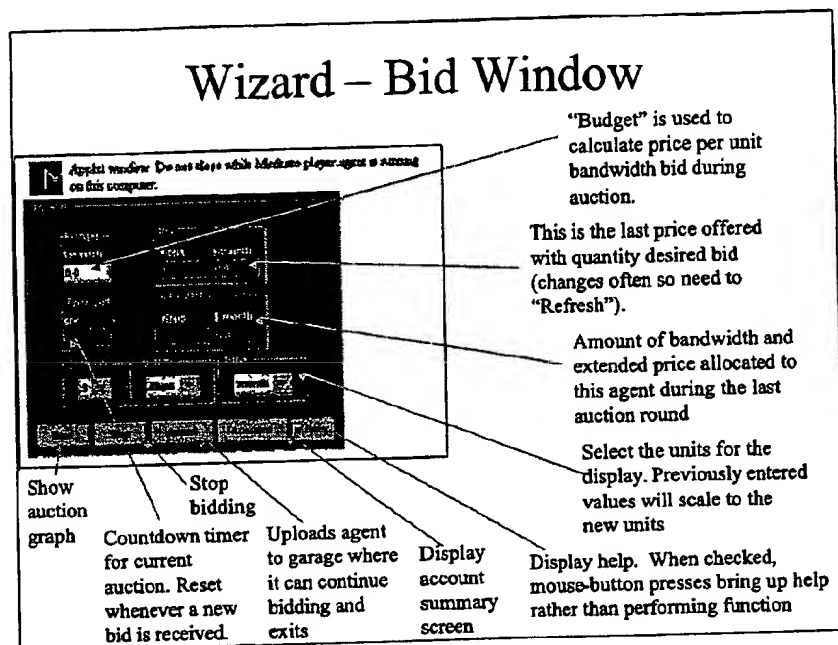 Wizard – Bid Window
"Budget" is used to
calculate price per unit
bandwidth bid during
auction.
Applet window. Do not close while player agent is running
on this computer.
This is the last price offered
with quantity desired bid
(changes often so need to
"Refresh").
Amount of bandwidth and
extended price allocated to
this agent during the last
auction round
Select the units for the
display. Previously entered
values will scale to the
new units
Show
auction
graph
Stop
bidding
Countdown timer
for current
auction. Reset
whenever a new
bid is received.
Uploads agent
to garage where
it can continue
bidding and
exits
Display
account
summary
screen
Display help. When checked,
mouse-button presses bring up help
rather than performing function